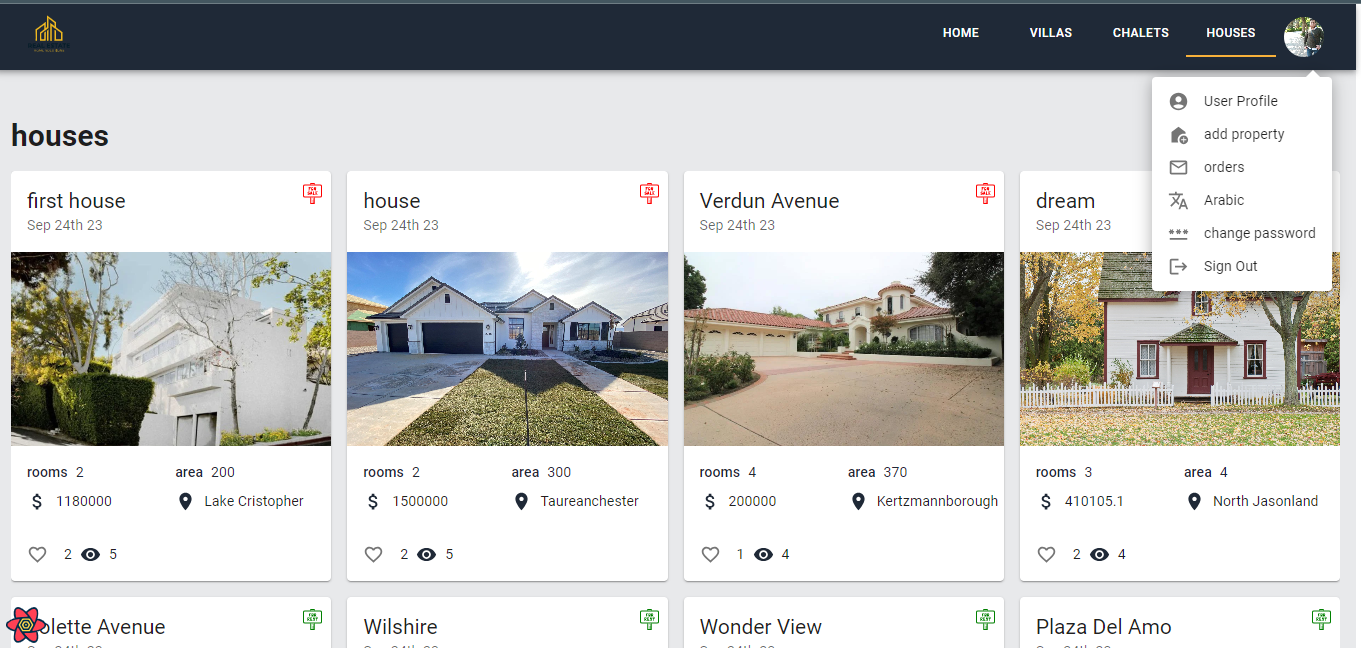 HOME VILLAS CHALETS HOUSES
User Profile
add property
orders
Arabic
change password
Sign Out
houses
first house
Sep 24th 23
FOR SALE
rooms 2 area 200
1180000 Lake Cristopher
2 5
house
Sep 24th 23
FOR SALE
rooms 2 area 300
1500000 Taureanchester
2 5
Verdun Avenue
Sep 24th 23
FOR SALE
rooms 4 area 370
200000 Kertzmannborough
1 4
dream
Sep 24th 23
rooms 3 area 4
410105.1 North Jasonland
2 4
olette Avenue
FOR RENT
Wilshire
FOR RENT
Wonder View
FOR RENT
Plaza Del Amo
FOR RENT